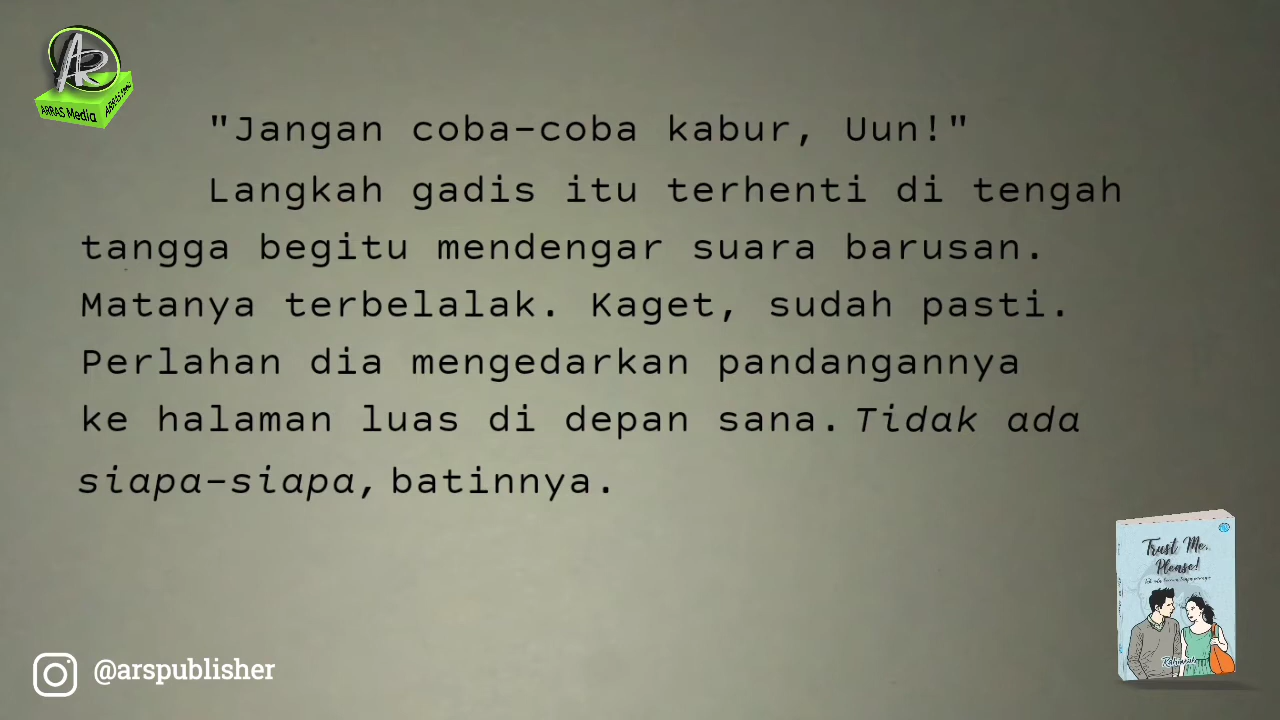 ARRAS Media
"Jangan coba-coba kabur, Uun!"
Langkah gadis itu terhenti di tengah
tangga begitu mendengar suara barusan.
Matanya terbelalak. Kaget, sudah pasti.
Perlahan dia mengedarkan pandangannya
ke halaman luas di depan sana. Tidak ada
siapa-siapa, batinnya.
Trust Me,
Please!
@arspublisher